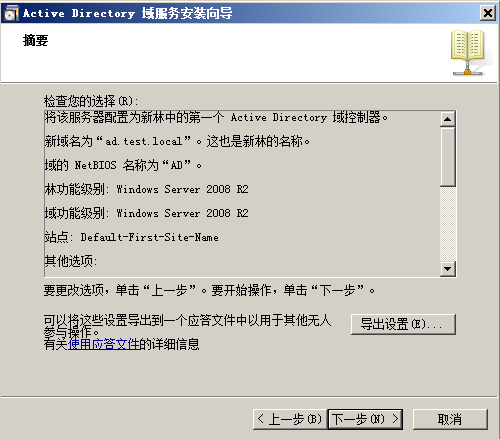 Active Directory 域服务安装向导
摘要
检查您的选择(R):
将该服务器配置为新林中的第一个 Active Directory 域控制器。
新域名为“ad.test.local”。这也是新林的名称。
域的 NetBIOS 名称为“AD”。
林功能级别: Windows Server 2008 R2
域功能级别: Windows Server 2008 R2
站点: Default-First-Site-Name
其他选项:
要更改选项，单击“上一步”。要开始操作，单击“下一步”。
可以将这些设置导出到一个应答文件中以用于其他无人
参与操作。
导出设置(E)...
有关使用应答文件的详细信息
< 上一步(B) 下一步(N) > 取消